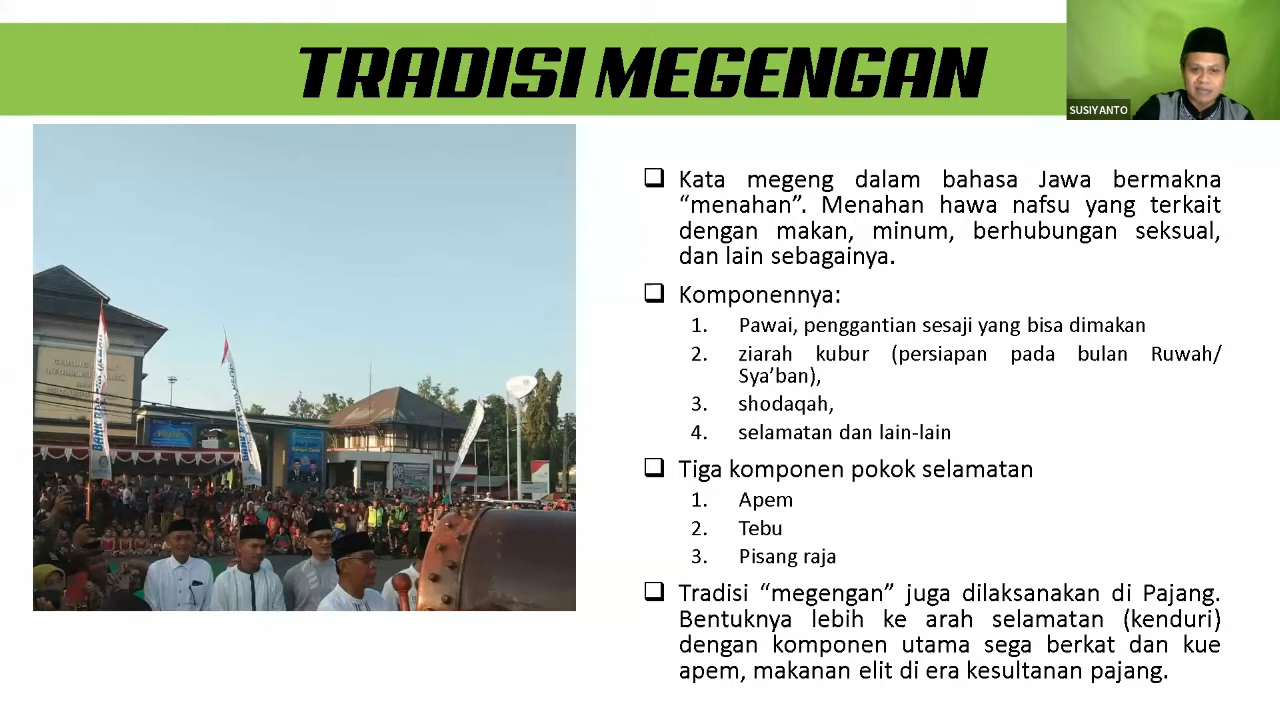 TRADISI MEGENGAN
SUSIYANTO
Kata megeng dalam bahasa Jawa bermakna
“menahan”. Menahan hawa nafsu yang terkait
dengan makan, minum, berhubungan seksual,
dan lain sebagainya.
Komponennya:
1. Pawai, penggantian sesaji yang bisa dimakan
2. ziarah kubur (persiapan pada bulan Ruwah/
Sya’ban),
3. shodaqah,
4. selamatan dan lain-lain
Tiga komponen pokok selamatan
1. Apem
2. Tebu
3. Pisang raja
Tradisi “megengan” juga dilaksanakan di Pajang.
Bentuknya lebih ke arah selamatan (kenduri)
dengan komponen utama sega berkat dan kue
apem, makanan elit di era kesultanan pajang.